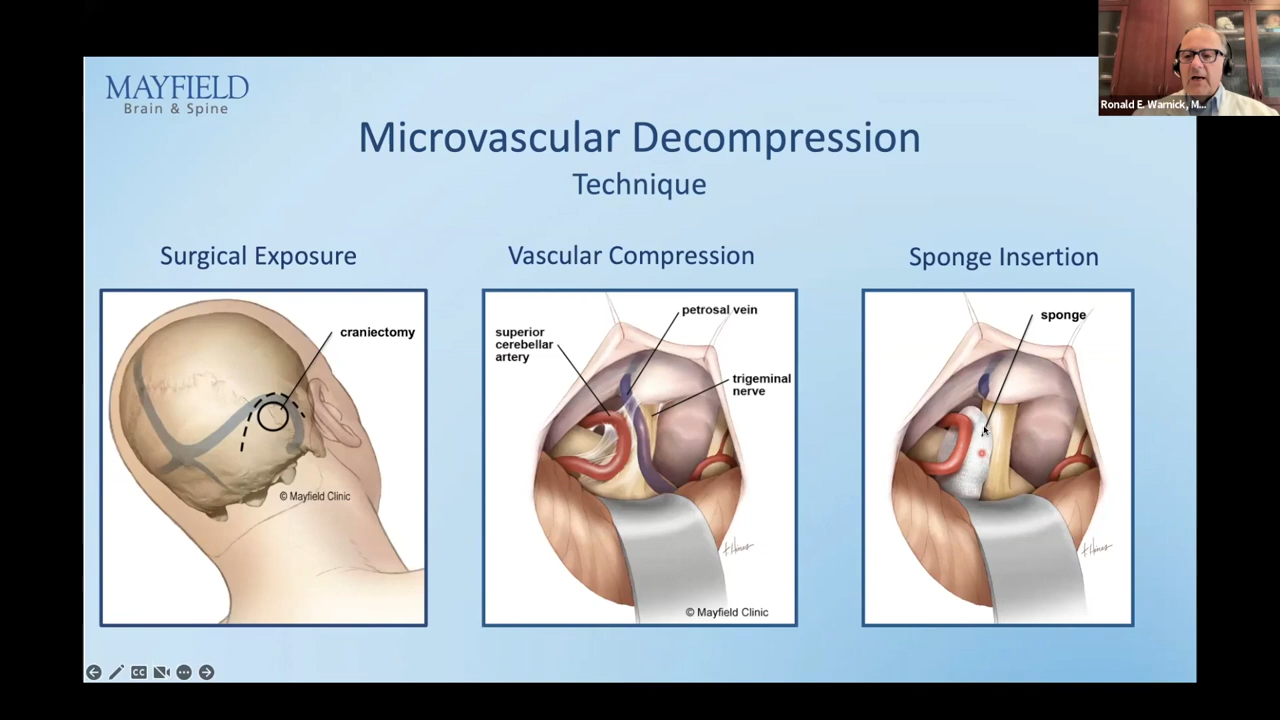 Ronald E. Warnick, M...
MAYFIELD
Brain & Spine
Microvascular Decompression
Technique
Surgical Exposure
Vascular Compression
Sponge Insertion
craniectomy
© Mayfield Clinic
superior
cerebellar
artery
petrosal vein
trigeminal
nerve
© Mayfield Clinic
sponge
CC